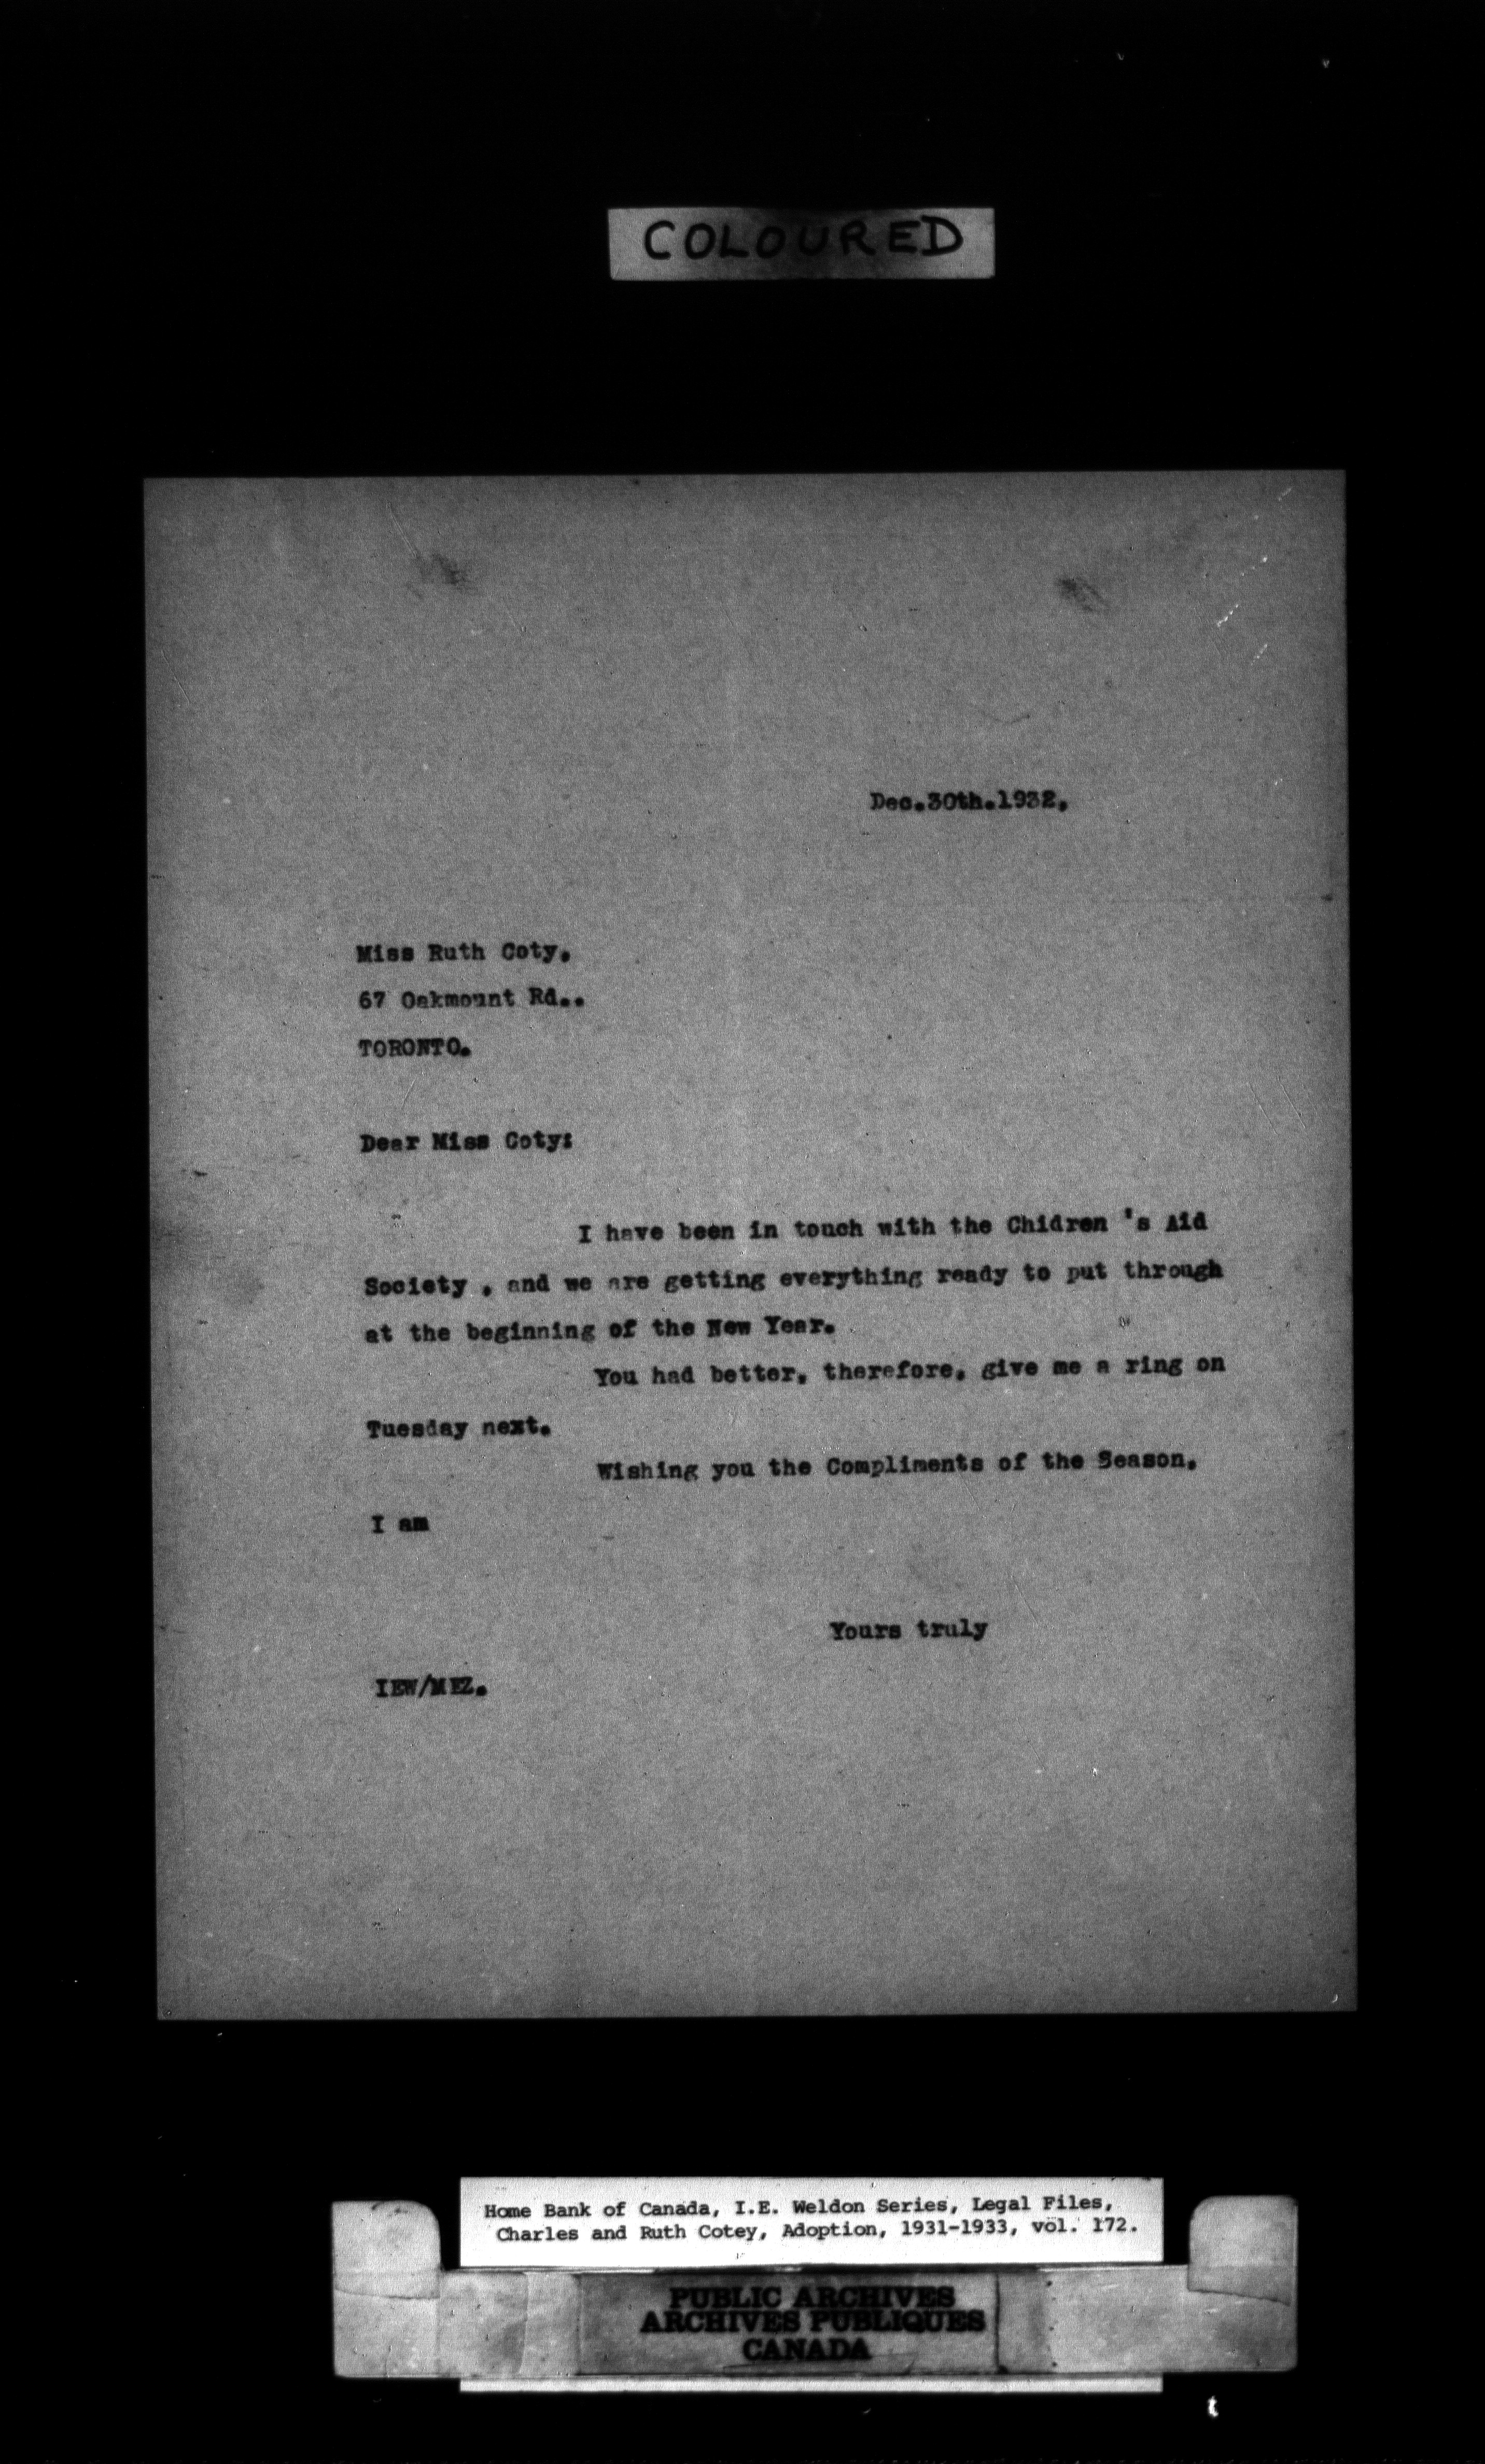 COLOURED
Dec.30th.1932.
Miss Ruth Coty.
67 Oakmount Rd..
TORONTO.
Dear Miss Coty:
I have been in touch with the Chidren 's Aid
Society , and we are getting everything ready to put through
at the beginning of the New Year.
You had better, therefore, give me a ring on
Tuesday next.
Wishing you the Compliments of the Season,
I am
Yours truly
IEW/MEZ.
Home Bank of Canada, I.E. Weldon Series, Legal Files,
Charles and Ruth Cotey, Adoption, 1931-1933, vol. 172.
PUBLIC ARCHIVES
ARCHIVES PUBLIQUES
CANADA
t